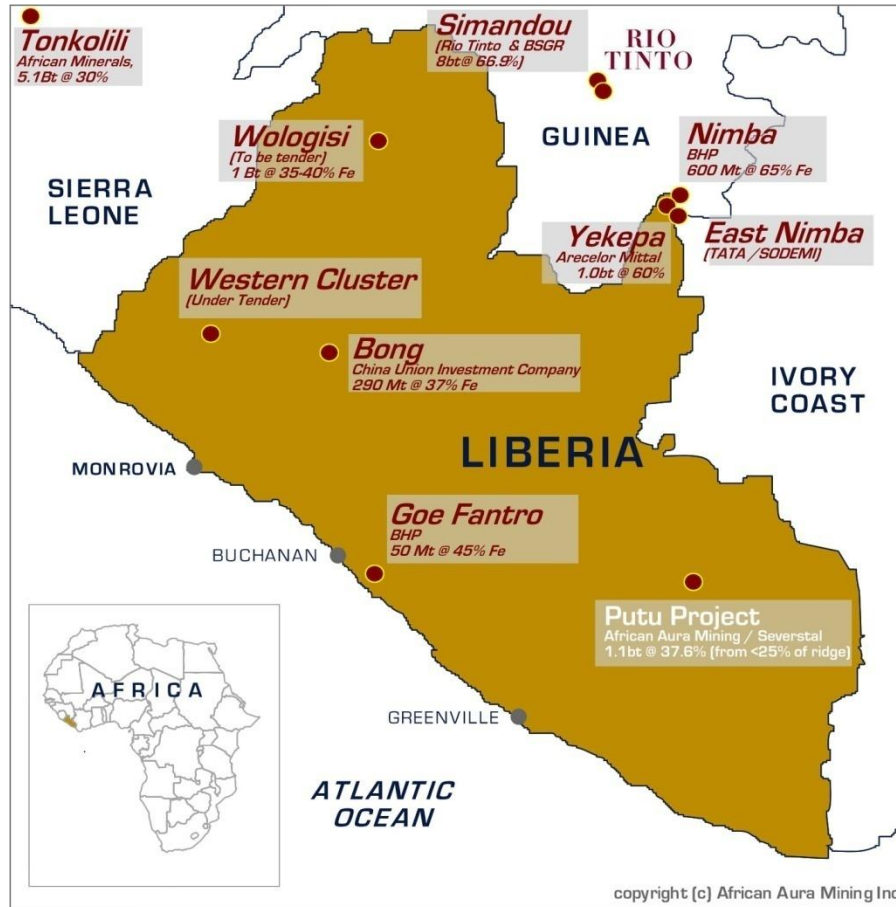 Tonkolili
African Minerals,
5.1Bt @ 30%
Simandou
(Rio Tinto & BSGR
8bt@ 66.9%)
RIO
TINTO
Wologisi
(To be tender)
1 Bt @ 35-40% Fe
GUINEA
Nimba
BHP
600 Mt @ 65% Fe
SIERRA
LEONE
Yekepa
Arecelor Mittal
1.0bt @ 60%
East Nimba
(TATA /SODEMI)
Western Cluster
(Under Tender)
Bong
China Union Investment Company
290 Mt @ 37% Fe
IVORY
COAST
LIBERIA
MONROVIA
Goe Fantro
BHP
50 Mt @ 45% Fe
BUCHANAN
Putu Project
African Aura Mining / Severstal
1.1bt @ 37.6% (from <25% of ridge)
AFRICA
GREENVILLE
ATLANTIC
OCEAN
copyright (c) African Aura Mining Inc